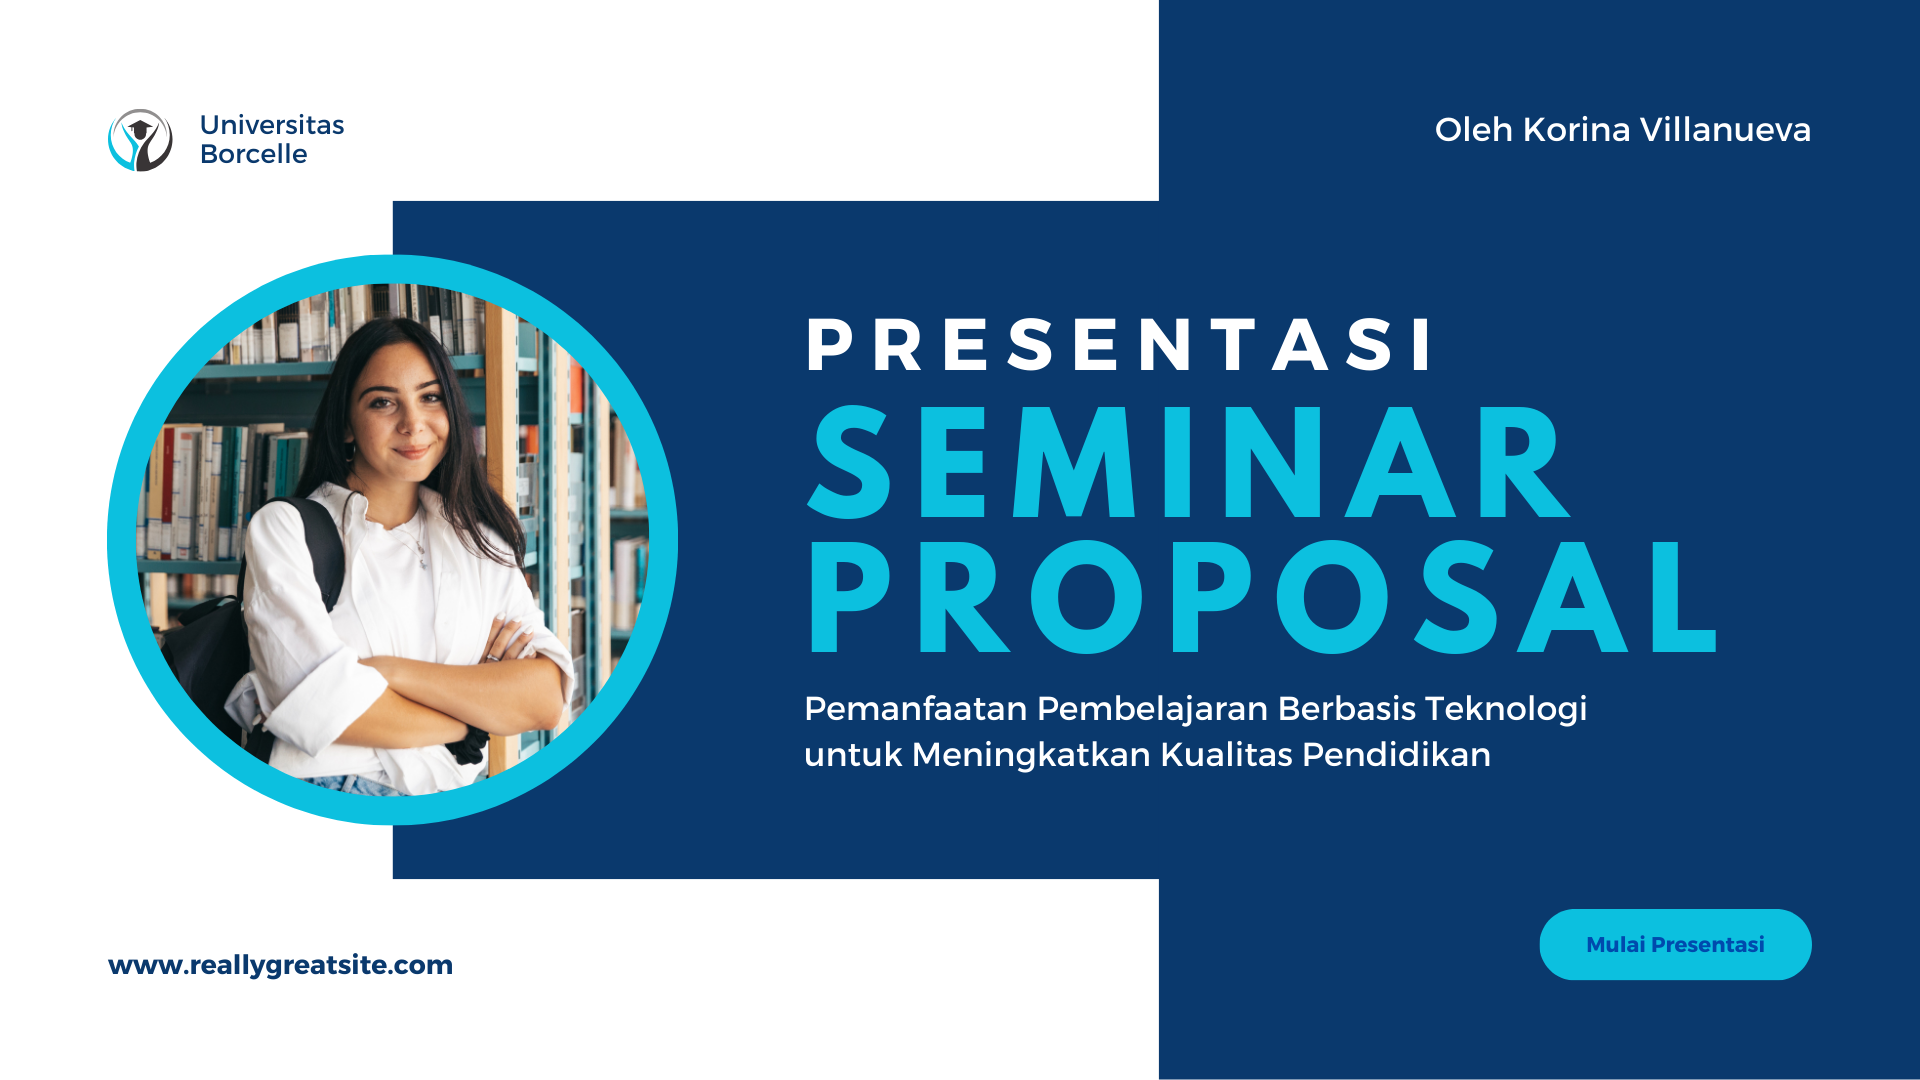 Universitas
Borcelle
Oleh Korina Villanueva
PRESENTASI
SEMINAR
PROPOSAL
Pemanfaatan Pembelajaran Berbasis Teknologi
untuk Meningkatkan Kualitas Pendidikan
www.reallygreatsite.com
Mulai Presentasi